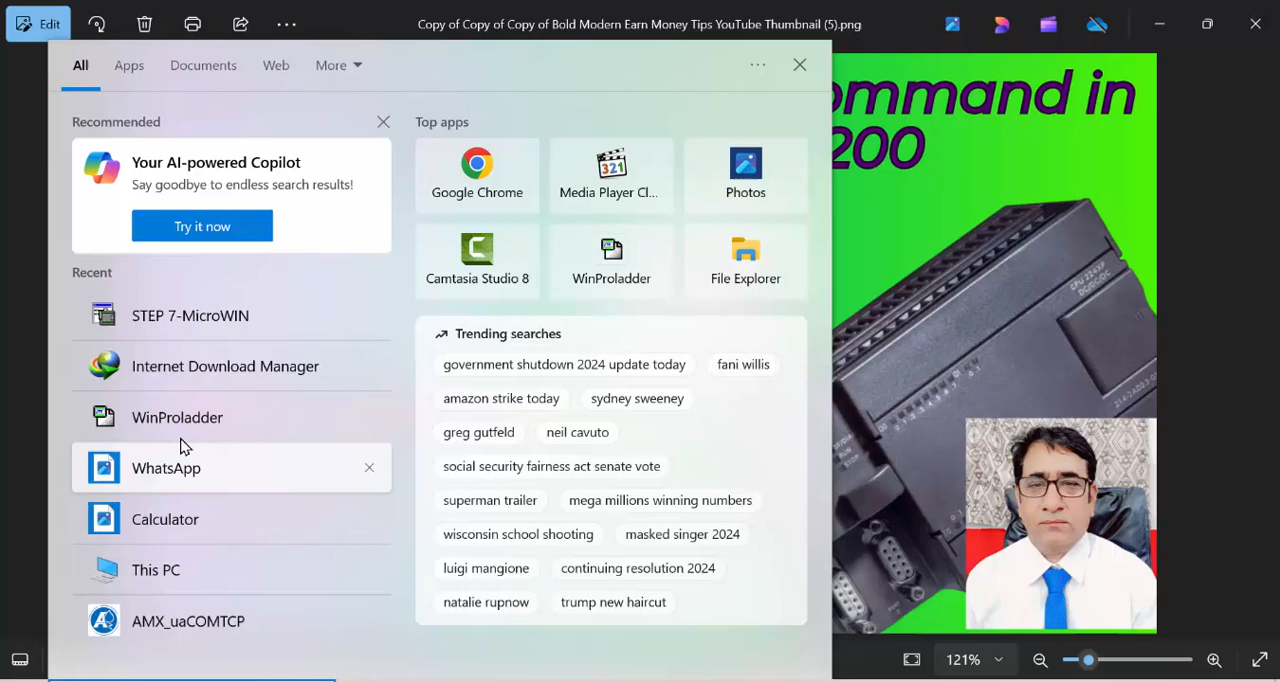 Edit
Copy of Copy of Copy of Bold Modern Earn Money Tips YouTube Thumbnail (5).png
All Apps Documents Web More
Recommended
Your AI-powered Copilot
Say goodbye to endless search results!
Try it now
Recent
STEP 7-MicroWIN
Internet Download Manager
WinProladder
WhatsApp
Calculator
This PC
AMX_uaCOMTCP
Top apps
Google Chrome
Media Player Cl...
Photos
Camtasia Studio 8
WinProladder
File Explorer
Trending searches
government shutdown 2024 update today
fani willis
amazon strike today
sydney sweeney
greg gutfeld
neil cavuto
social security fairness act senate vote
superman trailer
mega millions winning numbers
wisconsin school shooting
masked singer 2024
luigi mangione
continuing resolution 2024
natalie rupnow
trump new haircut
ommand in
200
CPU 224XP
DC/DC/DC
121%